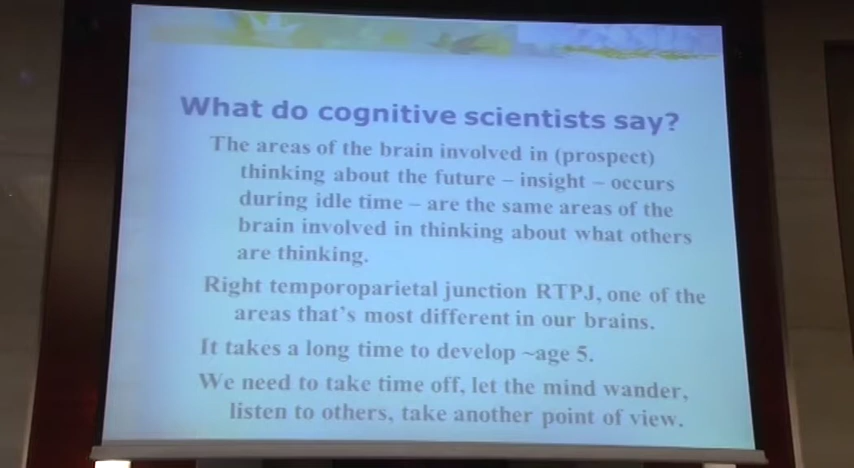 What do cognitive scientists say?
The areas of the brain involved in (prospect)
thinking about the future – insight – occurs
during idle time – are the same areas of the
brain involved in thinking about what others
are thinking.
Right temporoparietal junction RTPJ, one of the
areas that's most different in our brains.
It takes a long time to develop ~age 5.
We need to take time off, let the mind wander,
listen to others, take another point of view.